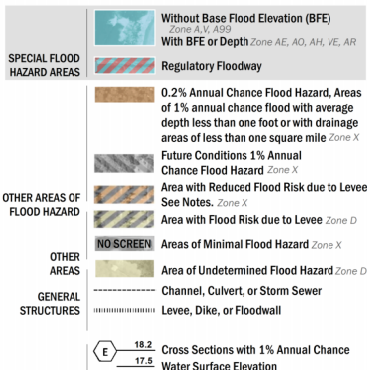 Without Base Flood Elevation (BFE)
Zone A,V, A99
With BFE or Depth Zone AE, AO, AH, VE, AR
SPECIAL FLOOD
HAZARD AREAS
Regulatory Floodway
0.2% Annual Chance Flood Hazard, Areas
of 1% annual chance flood with average
depth less than one foot or with drainage
areas of less than one square mile Zone X
Future Conditions 1% Annual
Chance Flood Hazard Zone X
Area with Reduced Flood Risk due to Levee
See Notes. Zone X
OTHER AREAS OF
FLOOD HAZARD
Area with Flood Risk due to Levee Zone D
NO SCREEN Areas of Minimal Flood Hazard Zone X
OTHER
AREAS
Area of Undetermined Flood Hazard Zone D
GENERAL
STRUCTURES
Channel, Culvert, or Storm Sewer
Levee, Dike, or Floodwall
E 18.2 Cross Sections with 1% Annual Chance
17.5 Water Surface Elevation